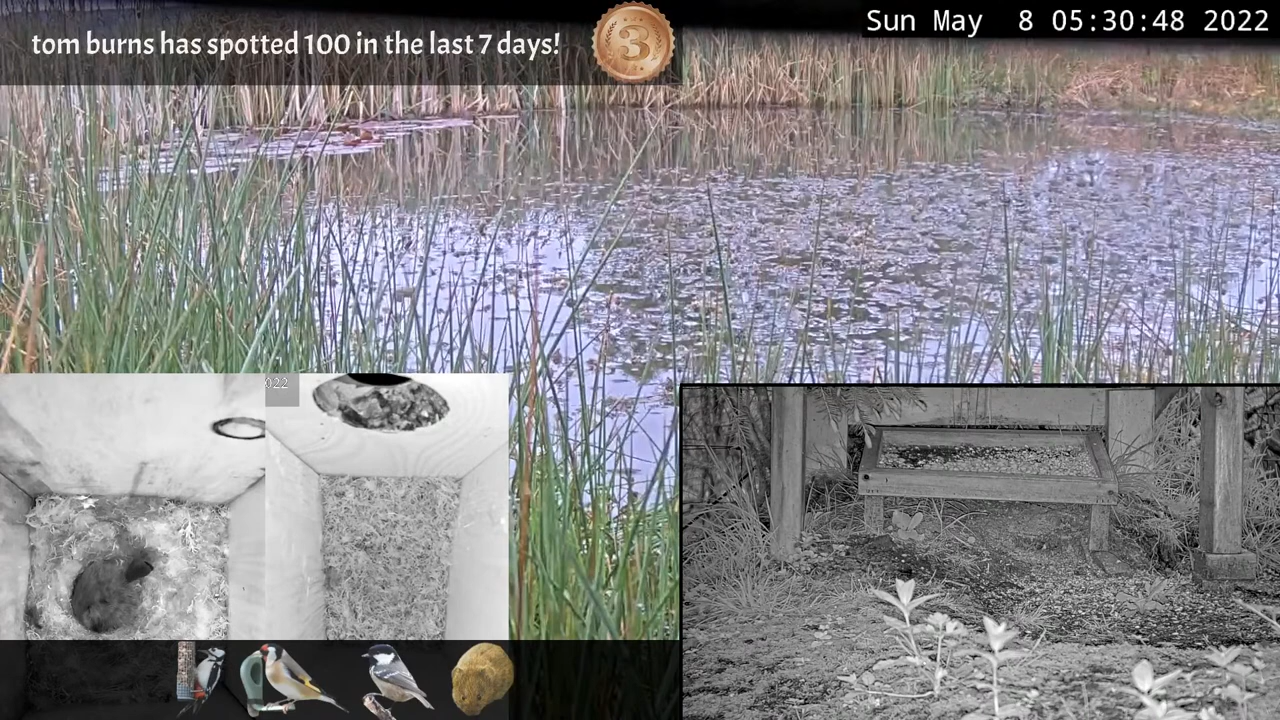 tom burns has spotted 100 in the last 7 days!
3
Sun May 8 05:30:48 2022
022